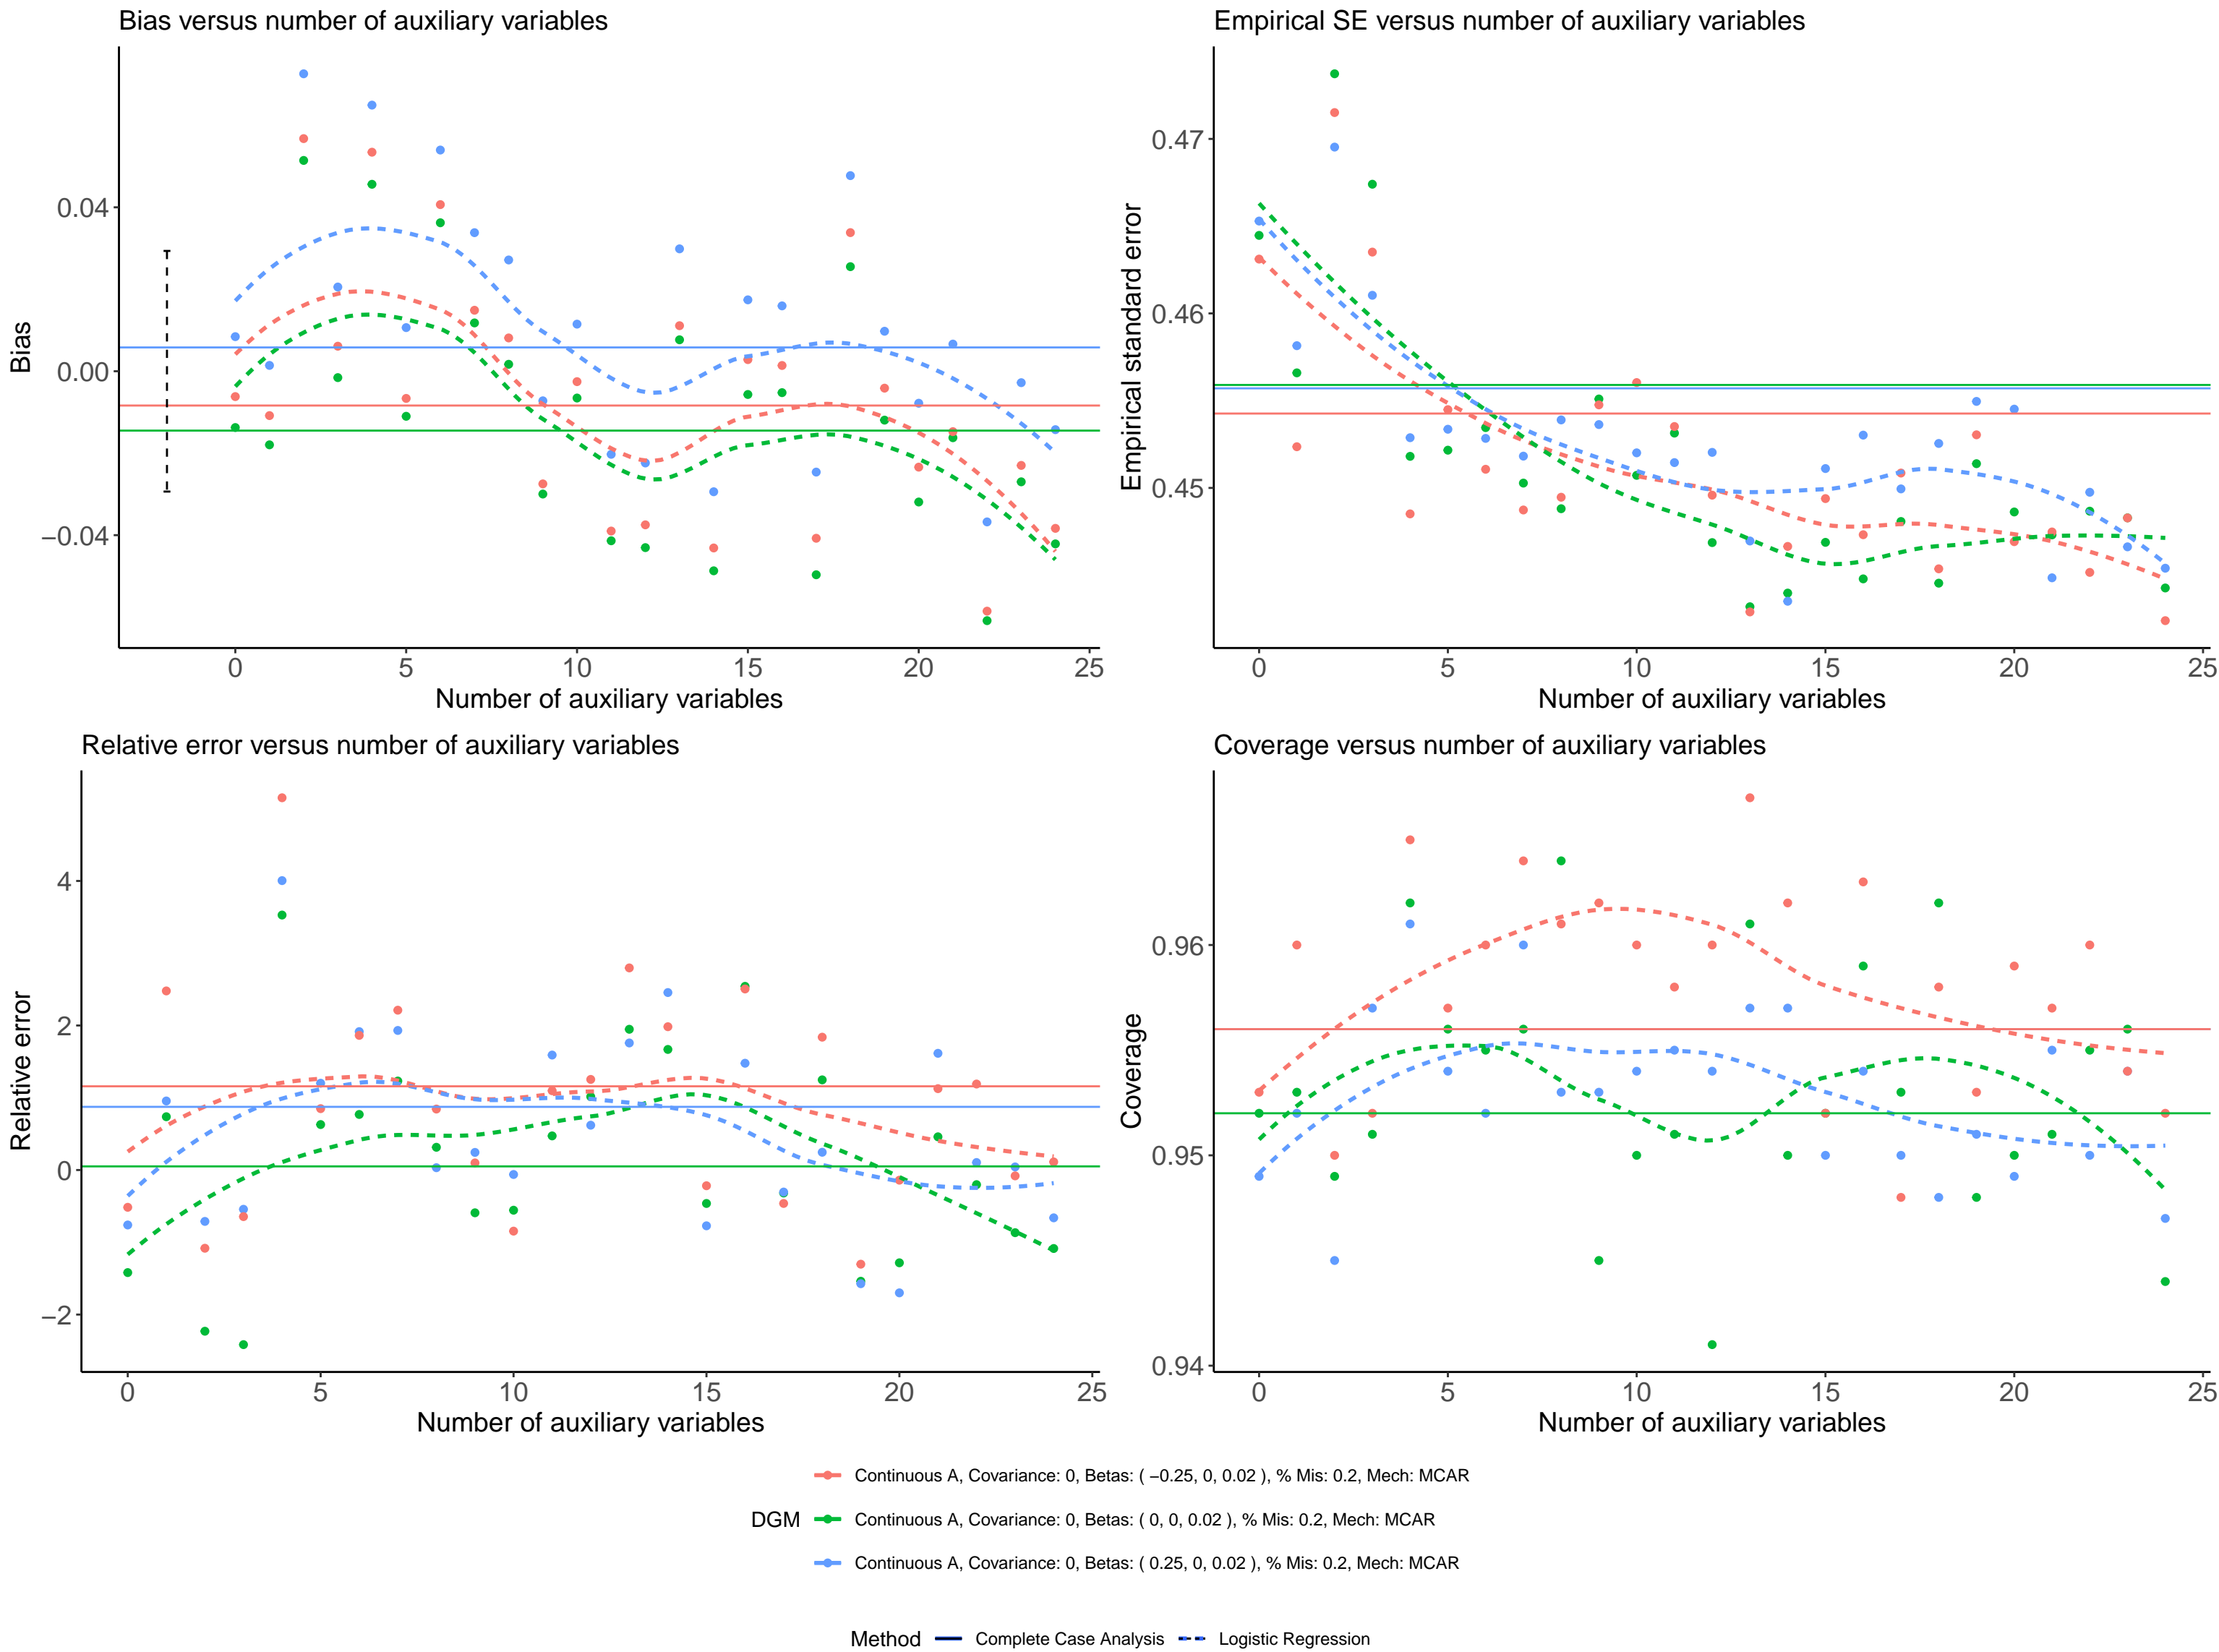 Bias versus number of auxiliary variables
Empirical SE versus number of auxiliary variables
Bias
0.04
0.00
−0.04
0 5 10 15 20 25
Number of auxiliary variables
Empirical standard error
0.47
0.46
0.45
0 5 10 15 20 25
Number of auxiliary variables
Relative error versus number of auxiliary variables
Coverage versus number of auxiliary variables
Relative error
4
2
0
−2
0 5 10 15 20 25
Number of auxiliary variables
Coverage
0.96
0.95
0.94
0 5 10 15 20 25
Number of auxiliary variables
DGM
Continuous A, Covariance: 0, Betas: ( −0.25, 0, 0.02 ), % Mis: 0.2, Mech: MCAR
Continuous A, Covariance: 0, Betas: ( 0, 0, 0.02 ), % Mis: 0.2, Mech: MCAR
Continuous A, Covariance: 0, Betas: ( 0.25, 0, 0.02 ), % Mis: 0.2, Mech: MCAR
Method Complete Case Analysis Logistic Regression